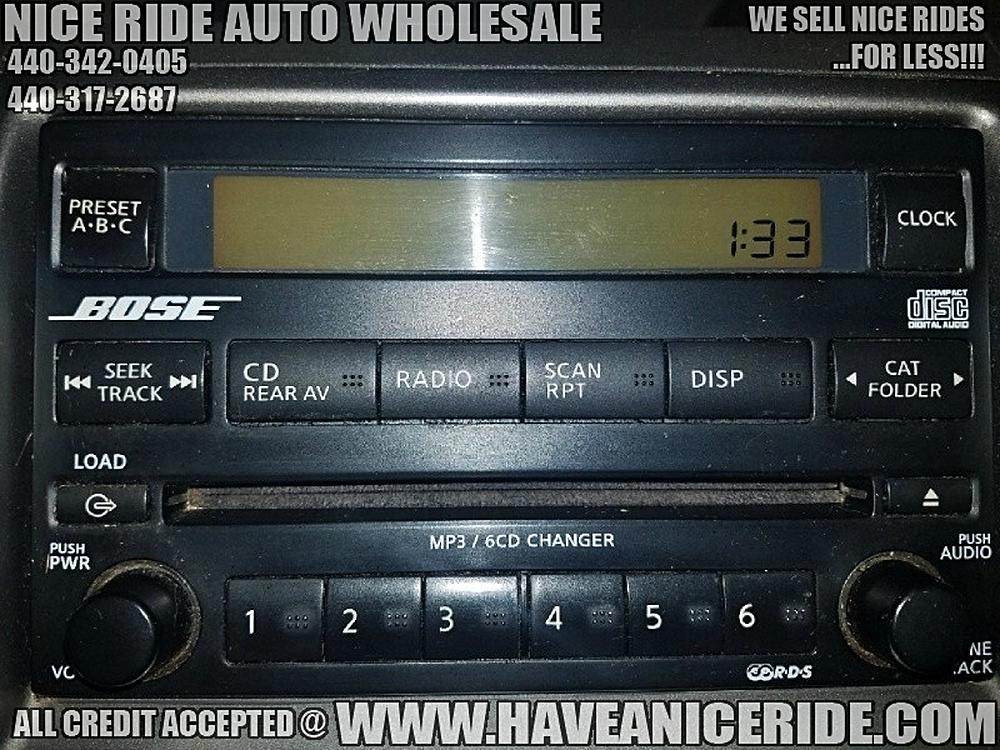 NICE RIDE AUTO WHOLESALE
WE SELL NICE RIDES
440-342-0405
...FOR LESS!!!
440-317-2687
PRESET
A·B·C
1:33
CLOCK
BOSE
COMPACT
disc
DIGITAL AUDIO
SEEK
TRACK
CD
REAR AV
RADIO
SCAN
RPT
DISP
CAT
FOLDER
LOAD
MP3 / 6CD CHANGER
PUSH
PWR
PUSH
AUDIO
1 2 3 4 5 6
R·D·S
ALL CREDIT ACCEPTED @ WWW.HAVEANICERIDE.COM